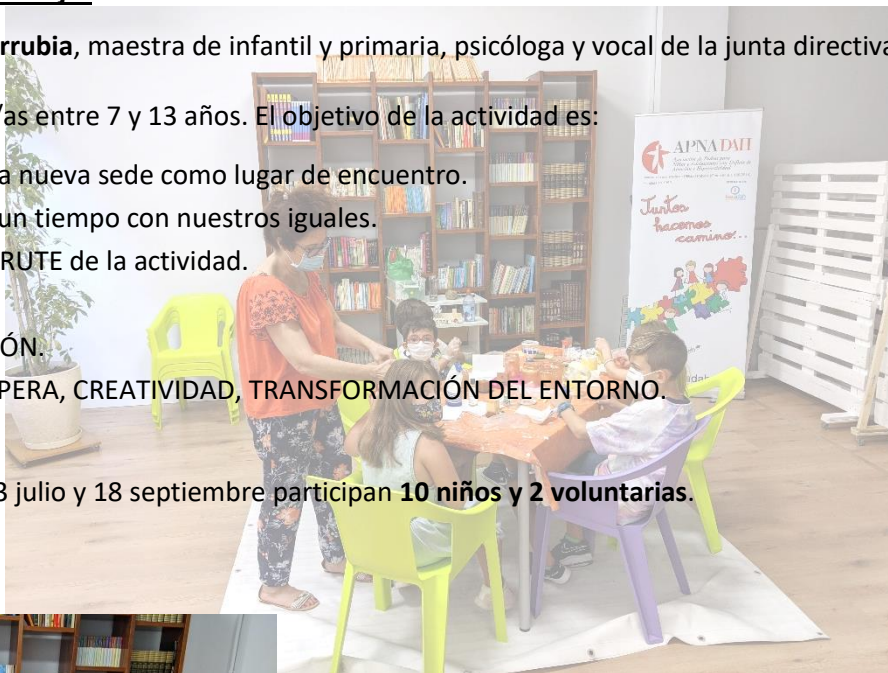 rrubia, maestra de infantil y primaria, psicóloga y vocal de la junta directiva
/as entre 7 y 13 años. El objetivo de la actividad es:
a nueva sede como lugar de encuentro.
un tiempo con nuestros iguales.
RUTE de la actividad.
ÓN.
PERA, CREATIVIDAD, TRANSFORMACIÓN DEL ENTORNO.
3 julio y 18 septiembre participan 10 niños y 2 voluntarias.
APNADAH
Juntos
hacemos
camino...